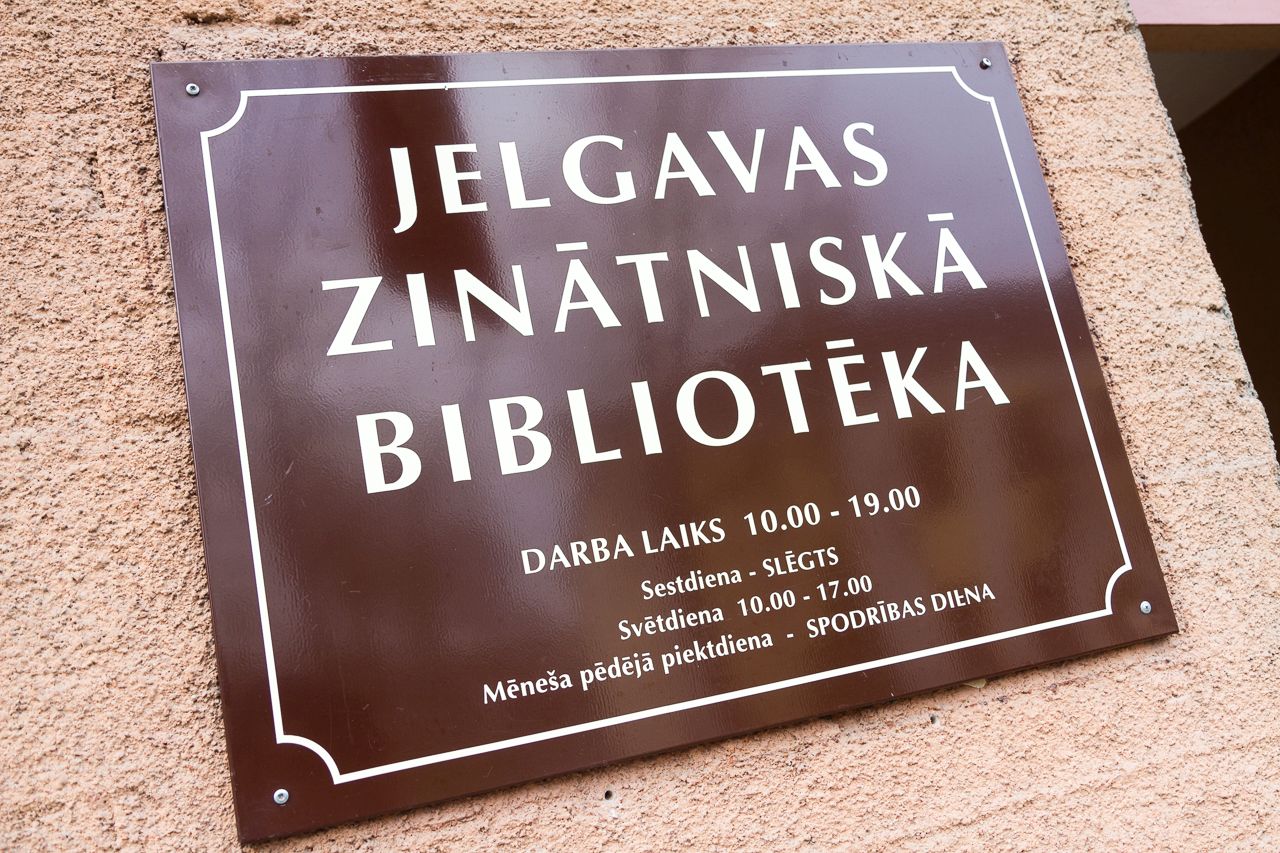 JELGAVAS
ZINĀTNISKĀ
BIBLIOTĒKA
DARBA LAIKS 10.00 - 19.00
Sestdiena - SLĒGTS
Svētdiena 10.00 - 17.00
Mēneša pēdējā piektdiena - SPODRĪBAS DIENA